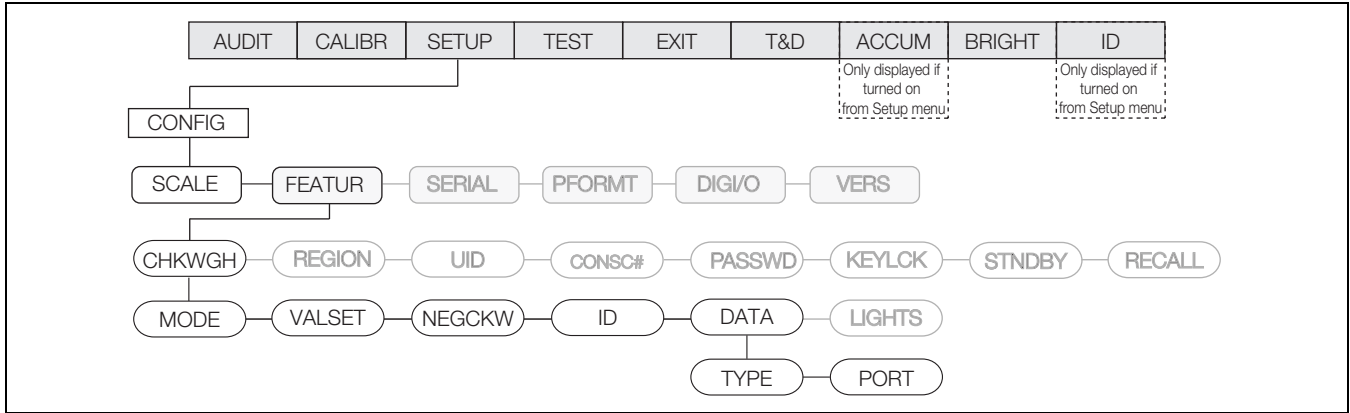 AUDIT CALIBR SETUP TEST EXIT T&D ACCUM BRIGHT ID
Only displayed if
turned on
from Setup menu
Only displayed if
turned on
from Setup menu
CONFIG
SCALE FEATUR SERIAL PFORMT DIGI/O VERS
CHKWGH REGION UID CONSC# PASSWD KEYLCK STNDBY RECALL
MODE VALSET NEGCKW ID DATA LIGHTS
TYPE PORT